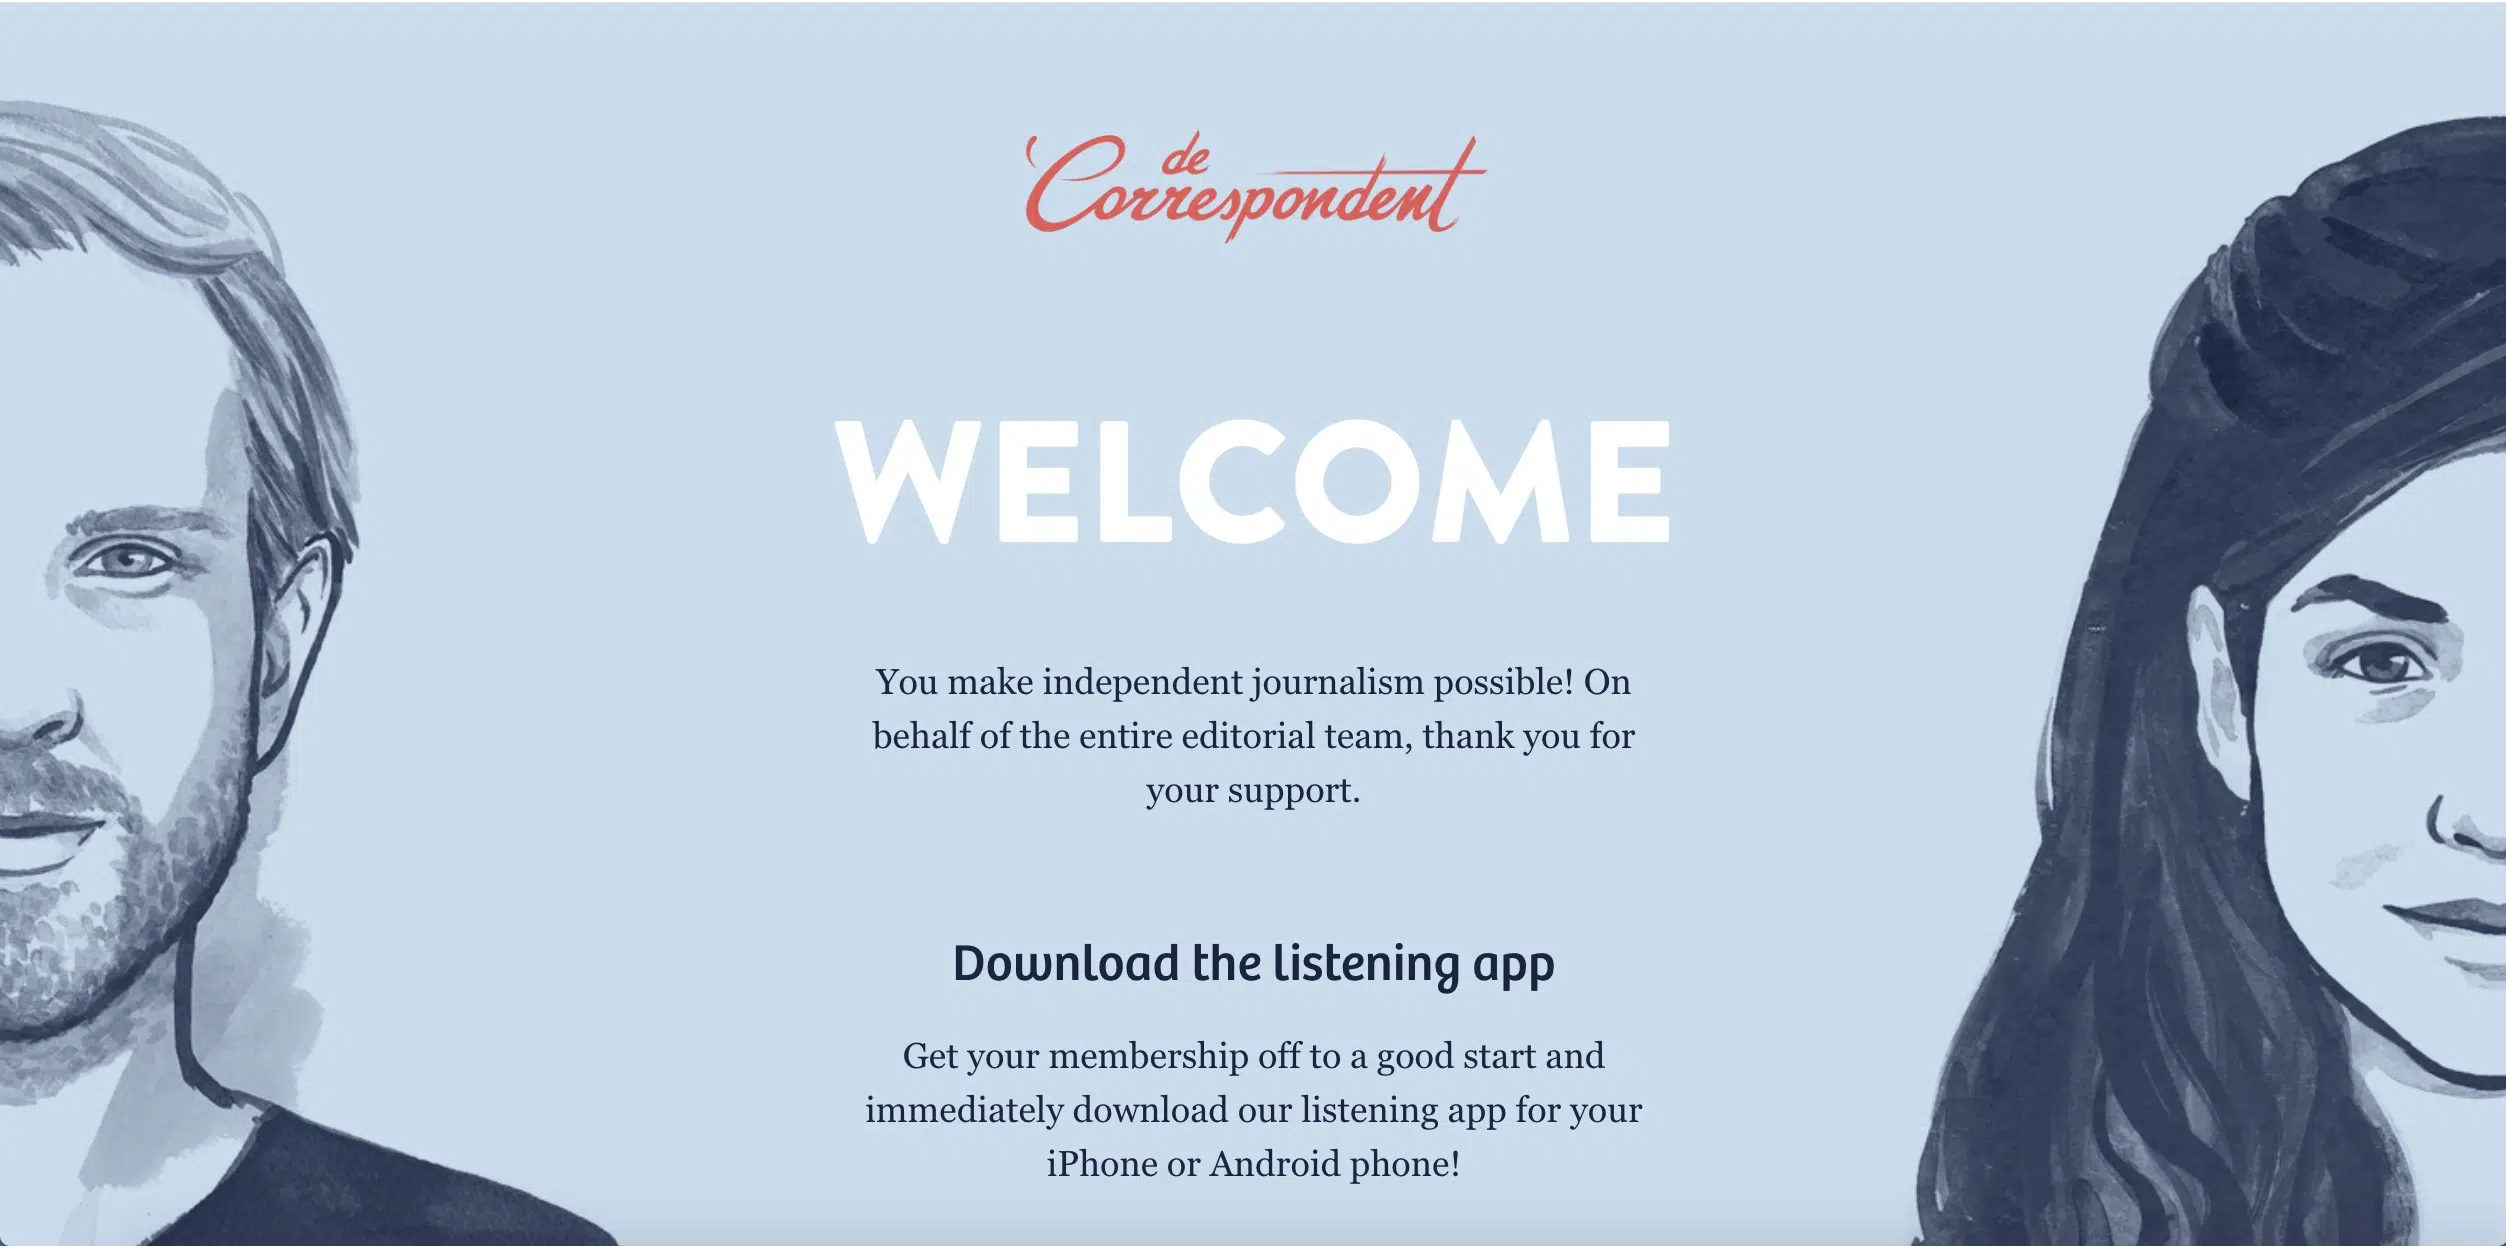 de
Correspondent
WELCOME
You make independent journalism possible! On
behalf of the entire editorial team, thank you for
your support.
Download the listening app
Get your membership off to a good start and
immediately download our listening app for your
iPhone or Android phone!